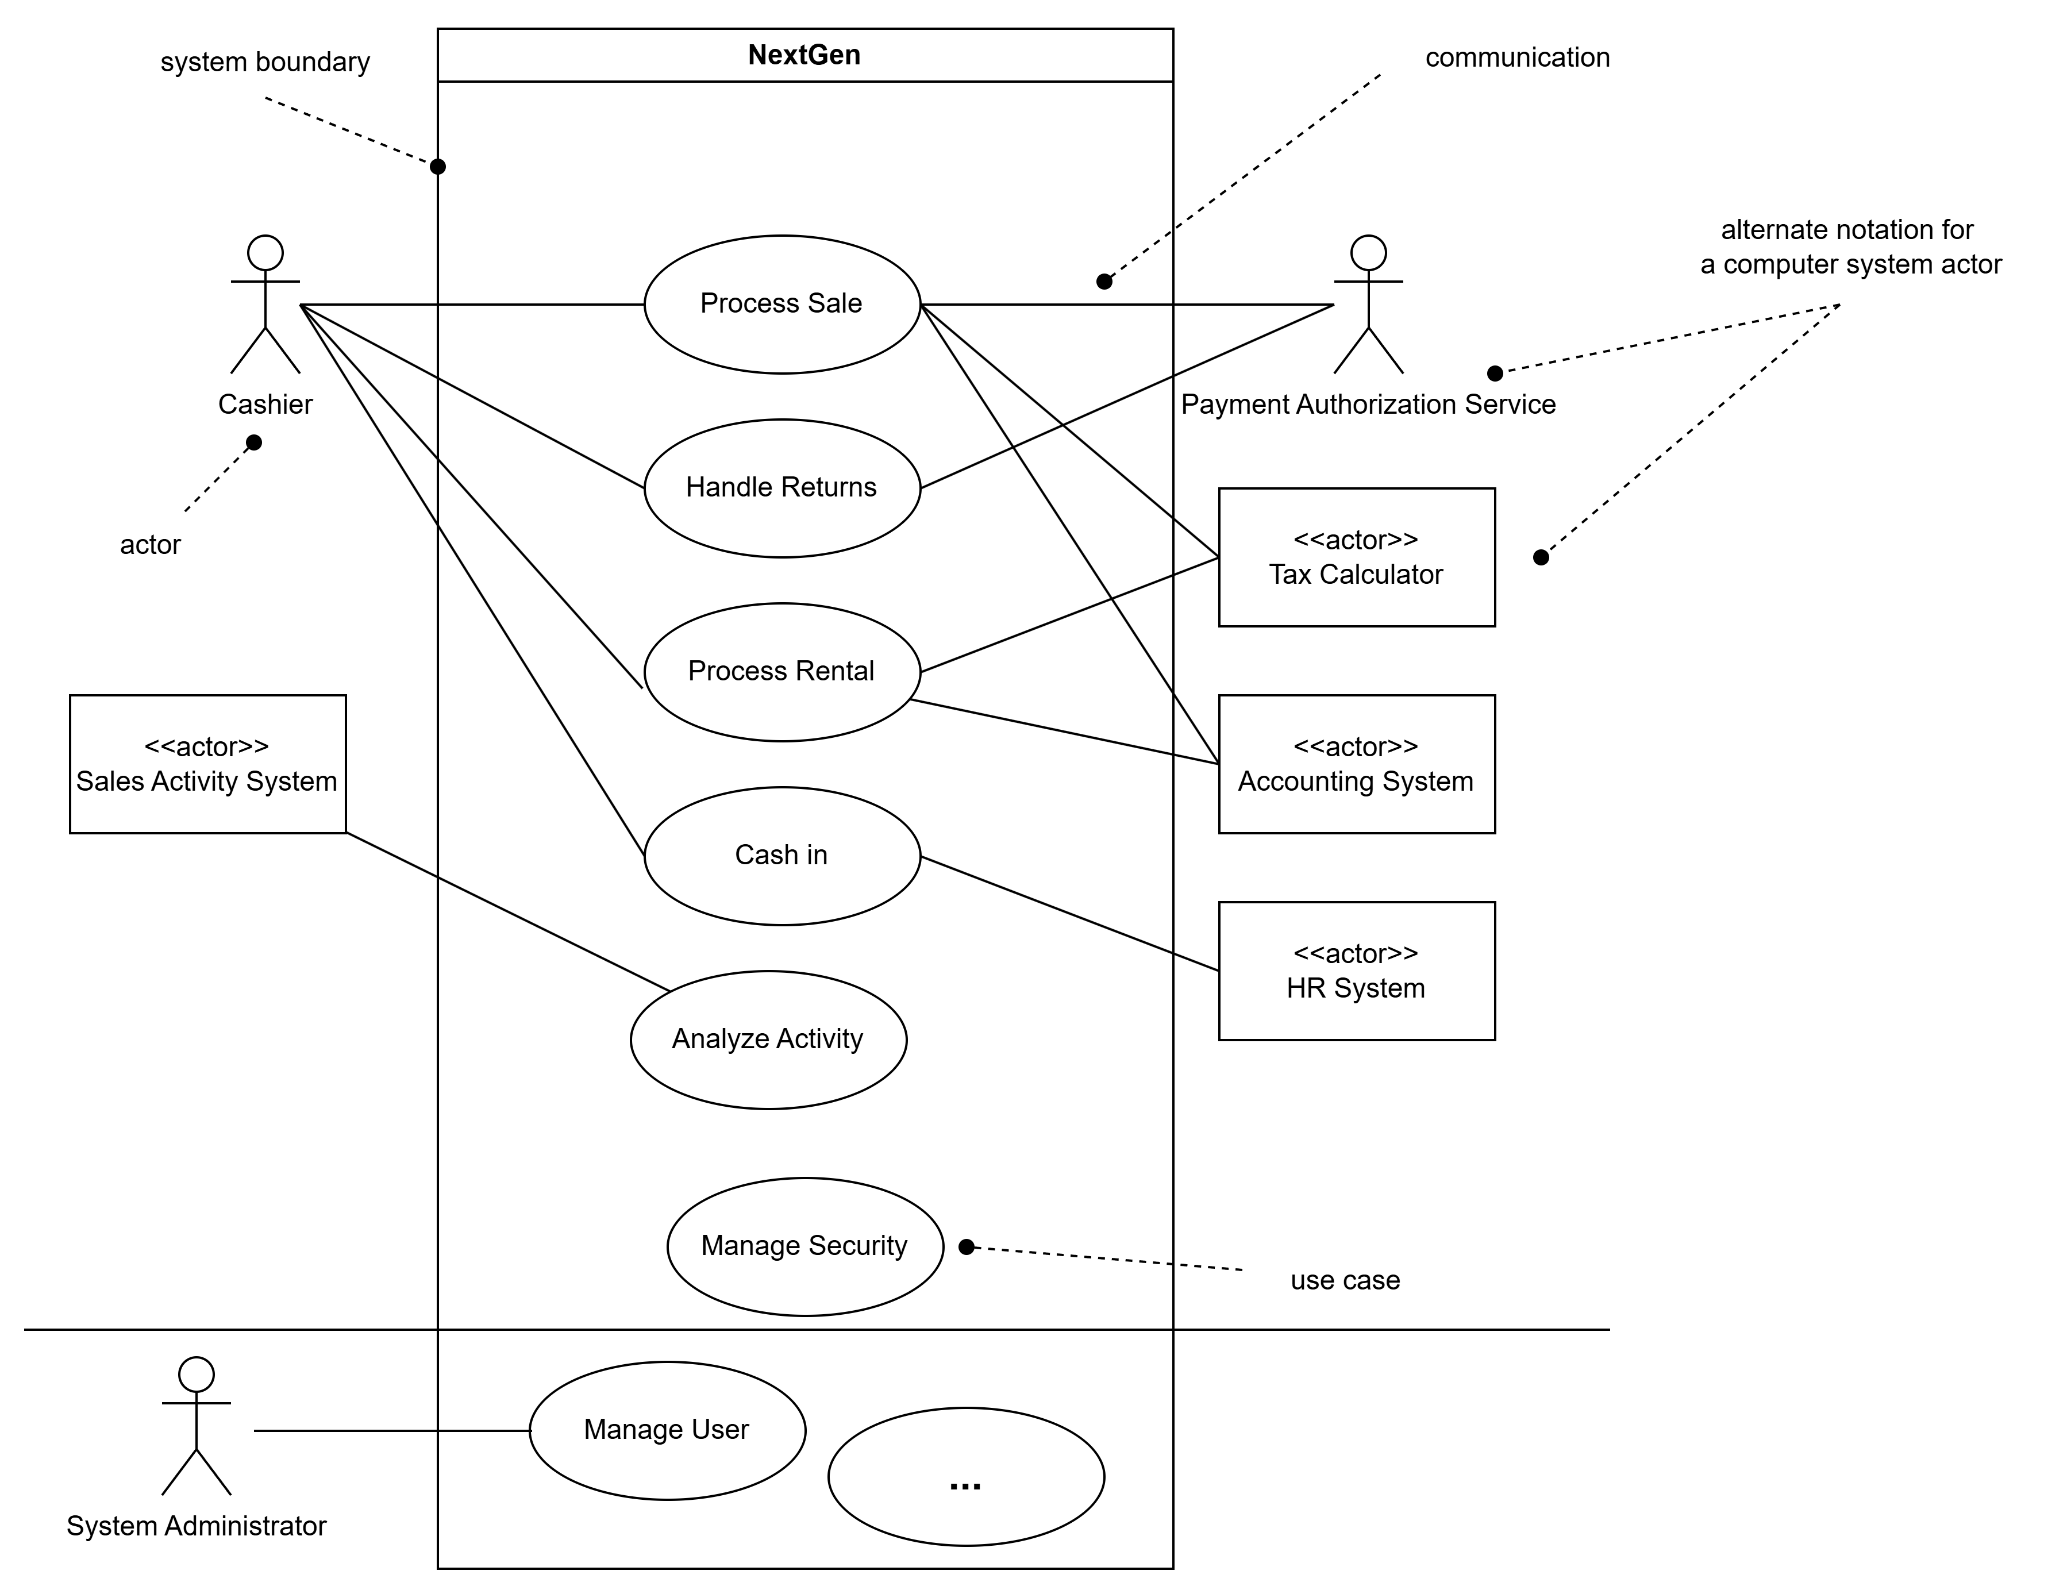 NextGen
system boundary
communication
alternate notation for
a computer system actor
Process Sale
Cashier
Payment Authorization Service
Handle Returns
actor
<<actor>>
Tax Calculator
Process Rental
<<actor>>
Sales Activity System
<<actor>>
Accounting System
Cash in
<<actor>>
HR System
Analyze Activity
Manage Security
use case
Manage User
...
System Administrator